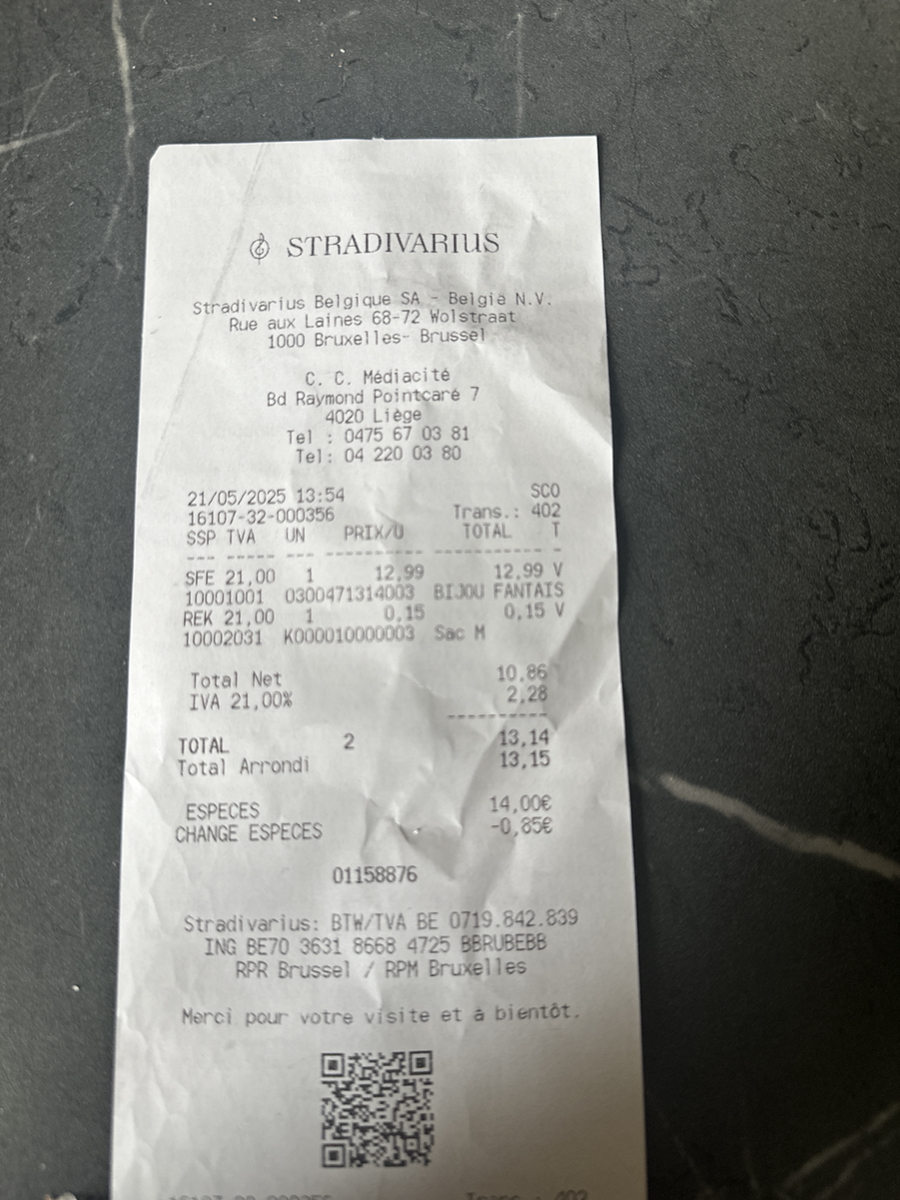 STRADIVARIUS
Stradivarius Belgique SA - België N.V.
Rue aux Laines 68-72 Wolstraat
1000 Bruxelles- Brussel
C. C. Médiacité
Bd Raymond Pointcaré 7
4020 Liège
Tel : 0475 67 03 81
Tel: 04 220 03 80
21/05/2025 13:54 SCO
16107-32-000356 Trans.: 402
SSP TVA UN PRIX/U TOTAL T
--- ----- --- ---------- ----------- -
SFE 21,00 1 12,99 12,99 V
10001001 0300471314003 BIJOU FANTAIS
REK 21,00 1 0,15 0,15 V
10002031 K000010000003 Sac M
Total Net 10,86
IVA 21,00% 2,28
----------
TOTAL 2 13,14
Total Arrondi 13,15
ESPECES 14,00€
CHANGE ESPECES -0,85€
01158876
Stradivarius: BTW/TVA BE 0719.842.839
ING BE70 3631 8668 4725 BBRUBEBB
RPR Brussel / RPM Bruxelles
Merci pour votre visite et à bientôt.